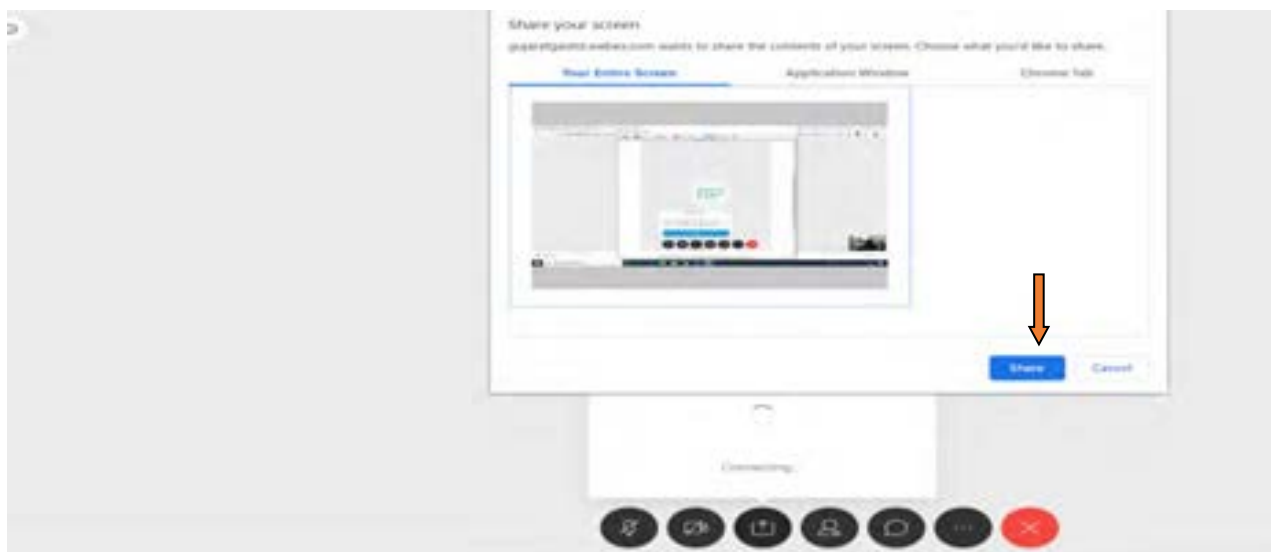 Share your screen
wants to share the contents of your screen. Choose what you'd like to share.
Your Entire Screen
Application Window
Chrome Tab
Share
Cancel
Connecting